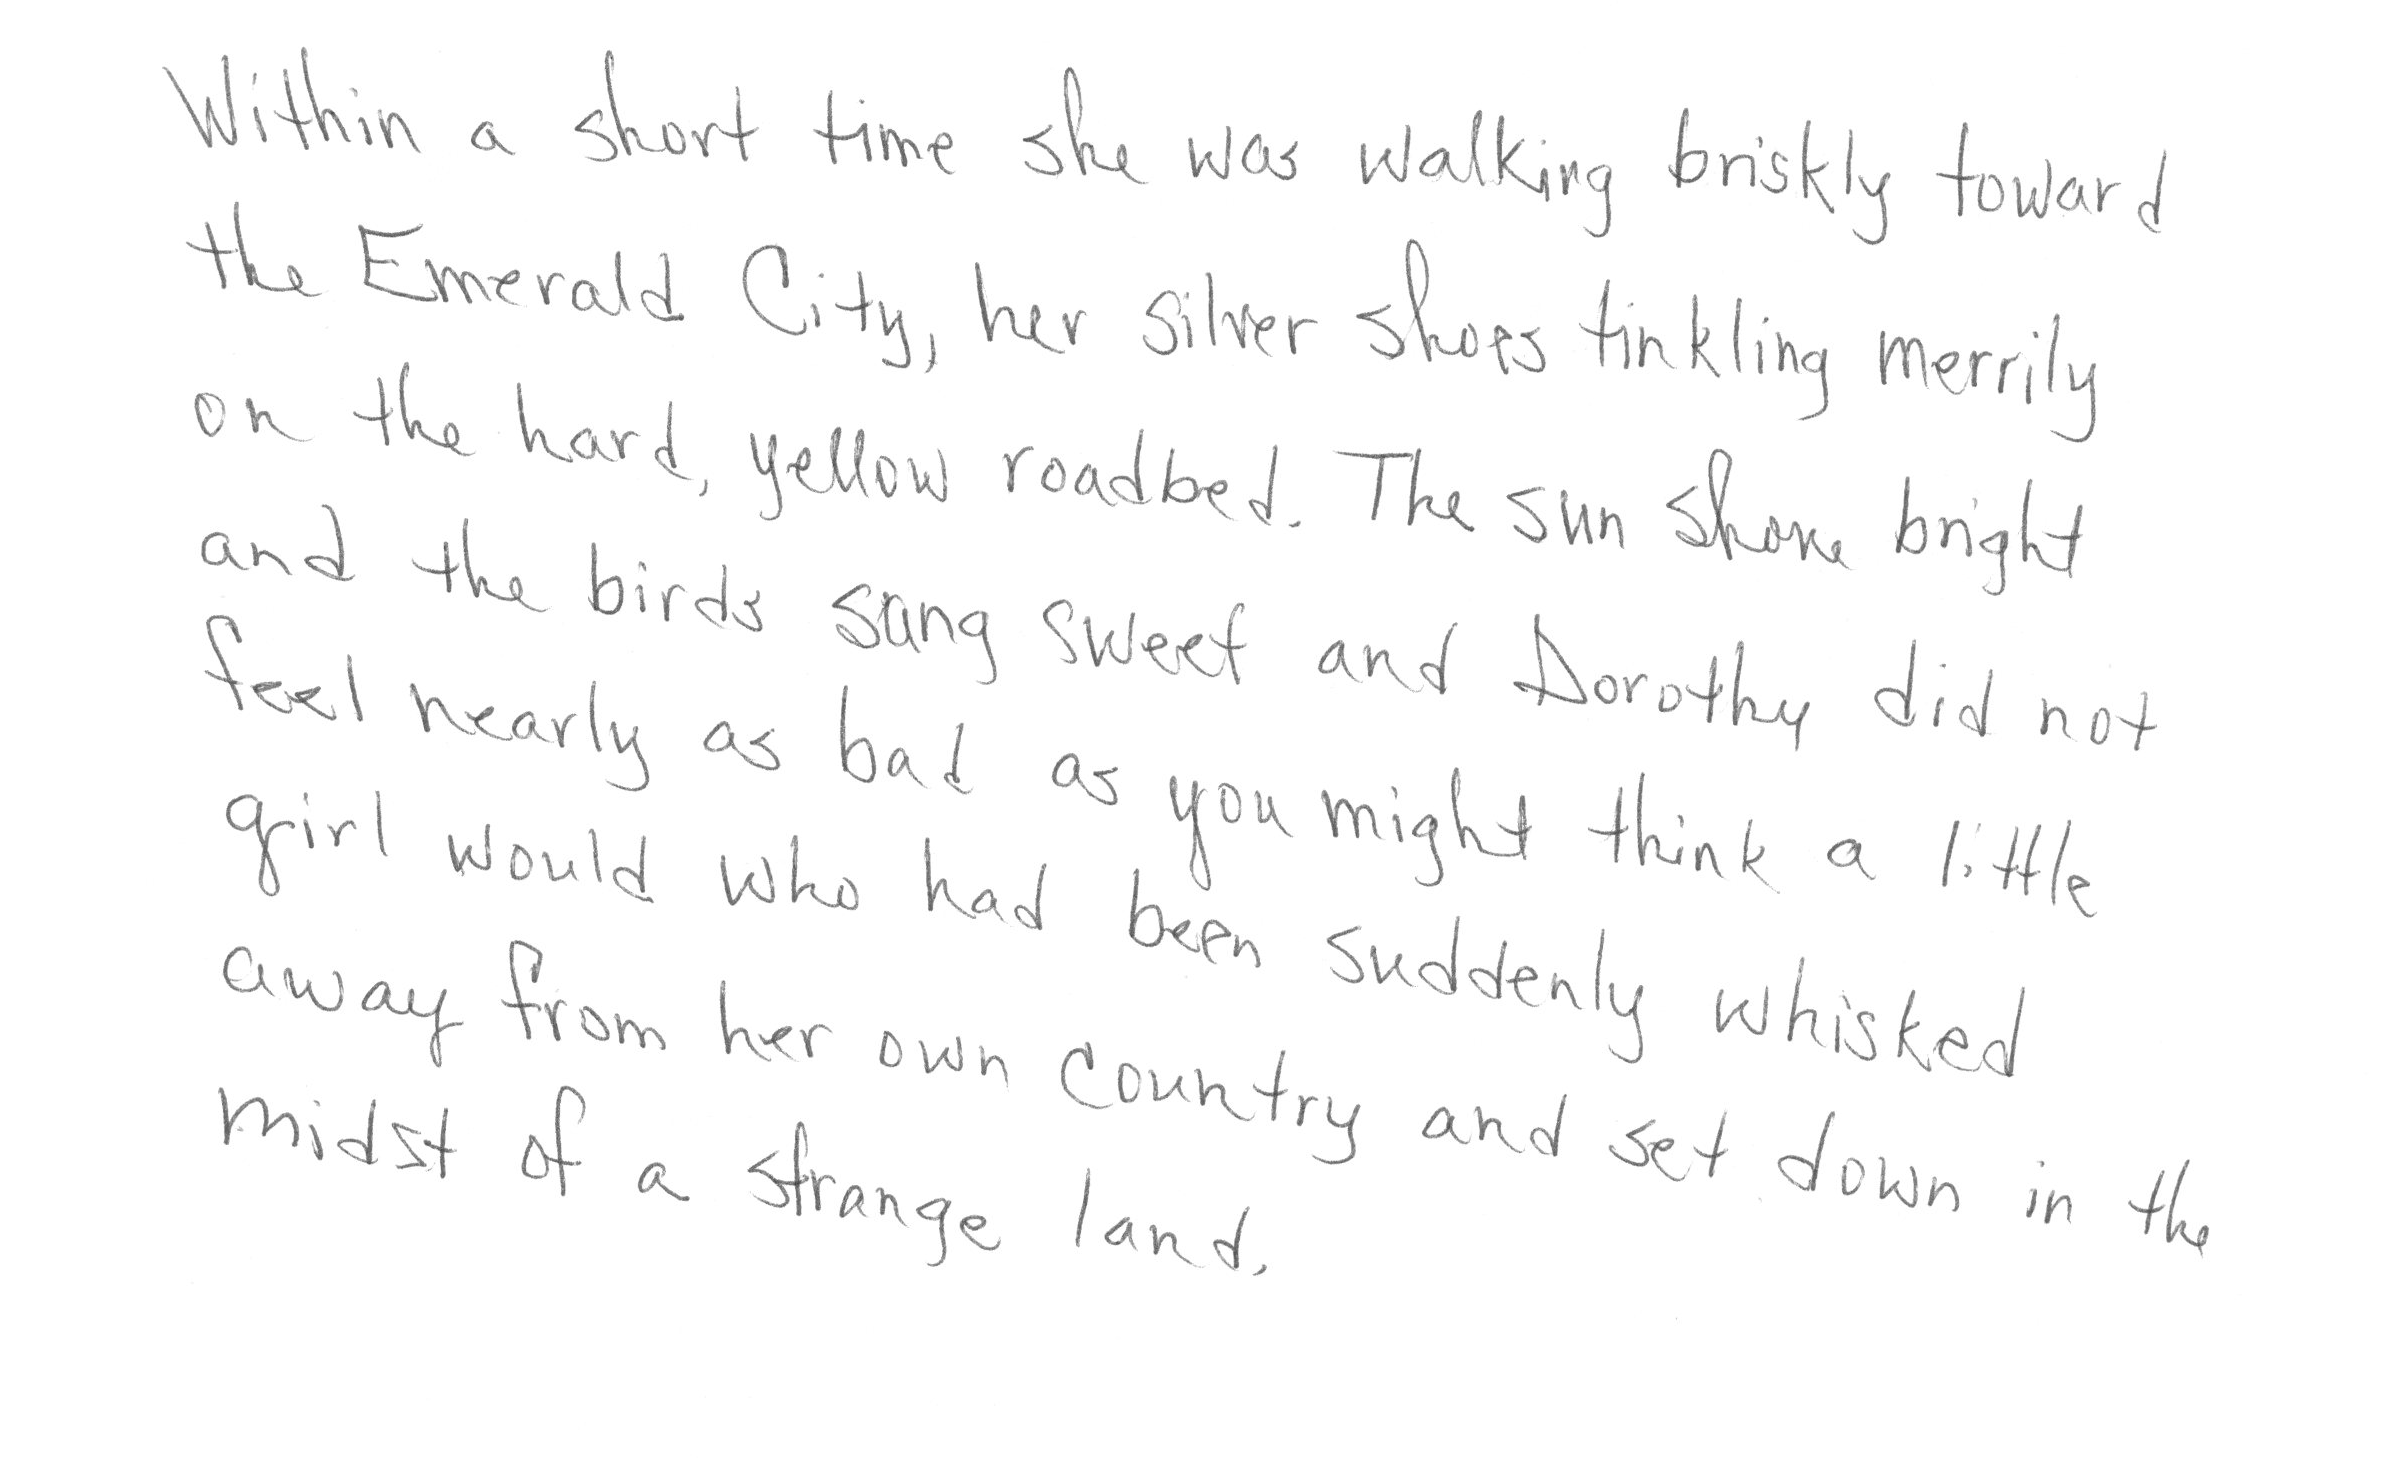 Within a short time she was walking briskly toward
the Emerald City, her silver shoes tinkling merrily
on the hard, yellow roadbed. The sun shone bright
and the birds sang sweet and Dorothy did not
feel nearly as bad as you might think a little
girl would who had been suddenly whisked
away from her own country and set down in the
midst of a strange land.